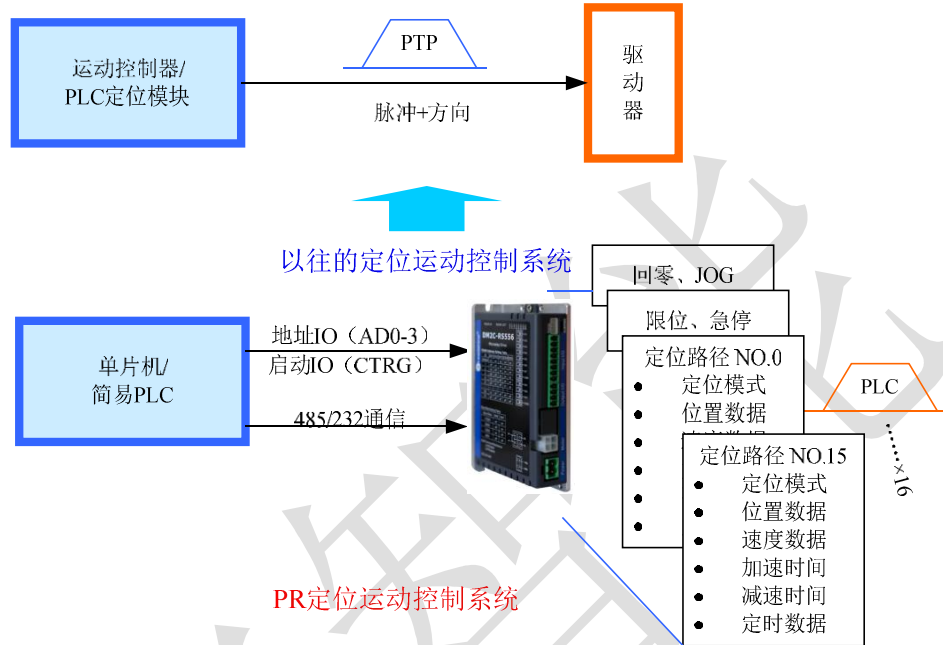 PTP
运动控制器/
PLC定位模块
驱
动
器
脉冲+方向
以往的定位运动控制系统
回零、JOG
限位、急停
地址IO（AD0-3）
启动IO（CTRG）
485/232通信
单片机/
简易PLC
DM2C-RS556
定位路径 NO.0
● 定位模式
● 位置数据
PLC
×16
定位路径 NO.15
● 定位模式
● 位置数据
● 速度数据
● 加速时间
● 减速时间
● 定时数据
PR定位运动控制系统